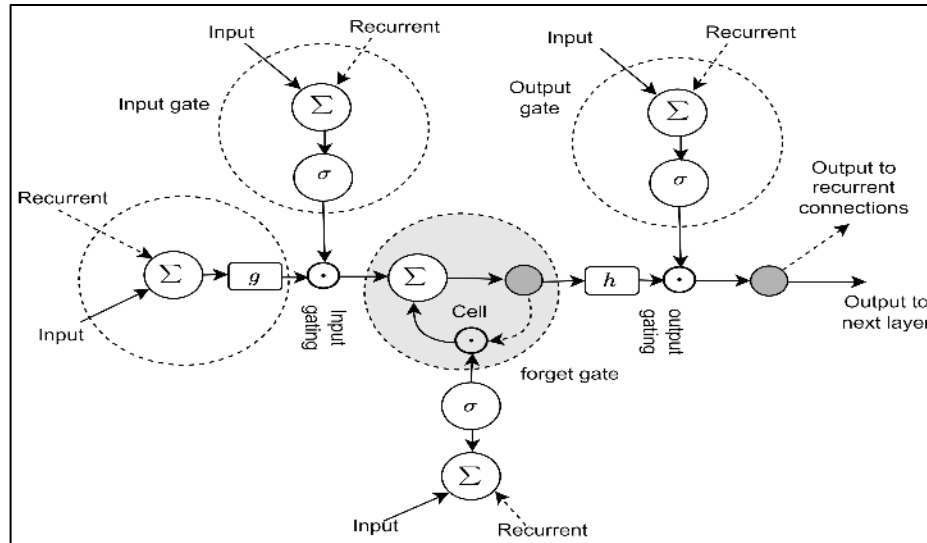 Input
Recurrent
Input gate
Σ
σ
Input
Recurrent
Output
gate
Σ
σ
Output to
recurrent
connections
Recurrent
Σ
g
Input
Input
gating
Σ
Cell
h
output
gating
Output to
next layer
forget gate
σ
Σ
Input
Recurrent